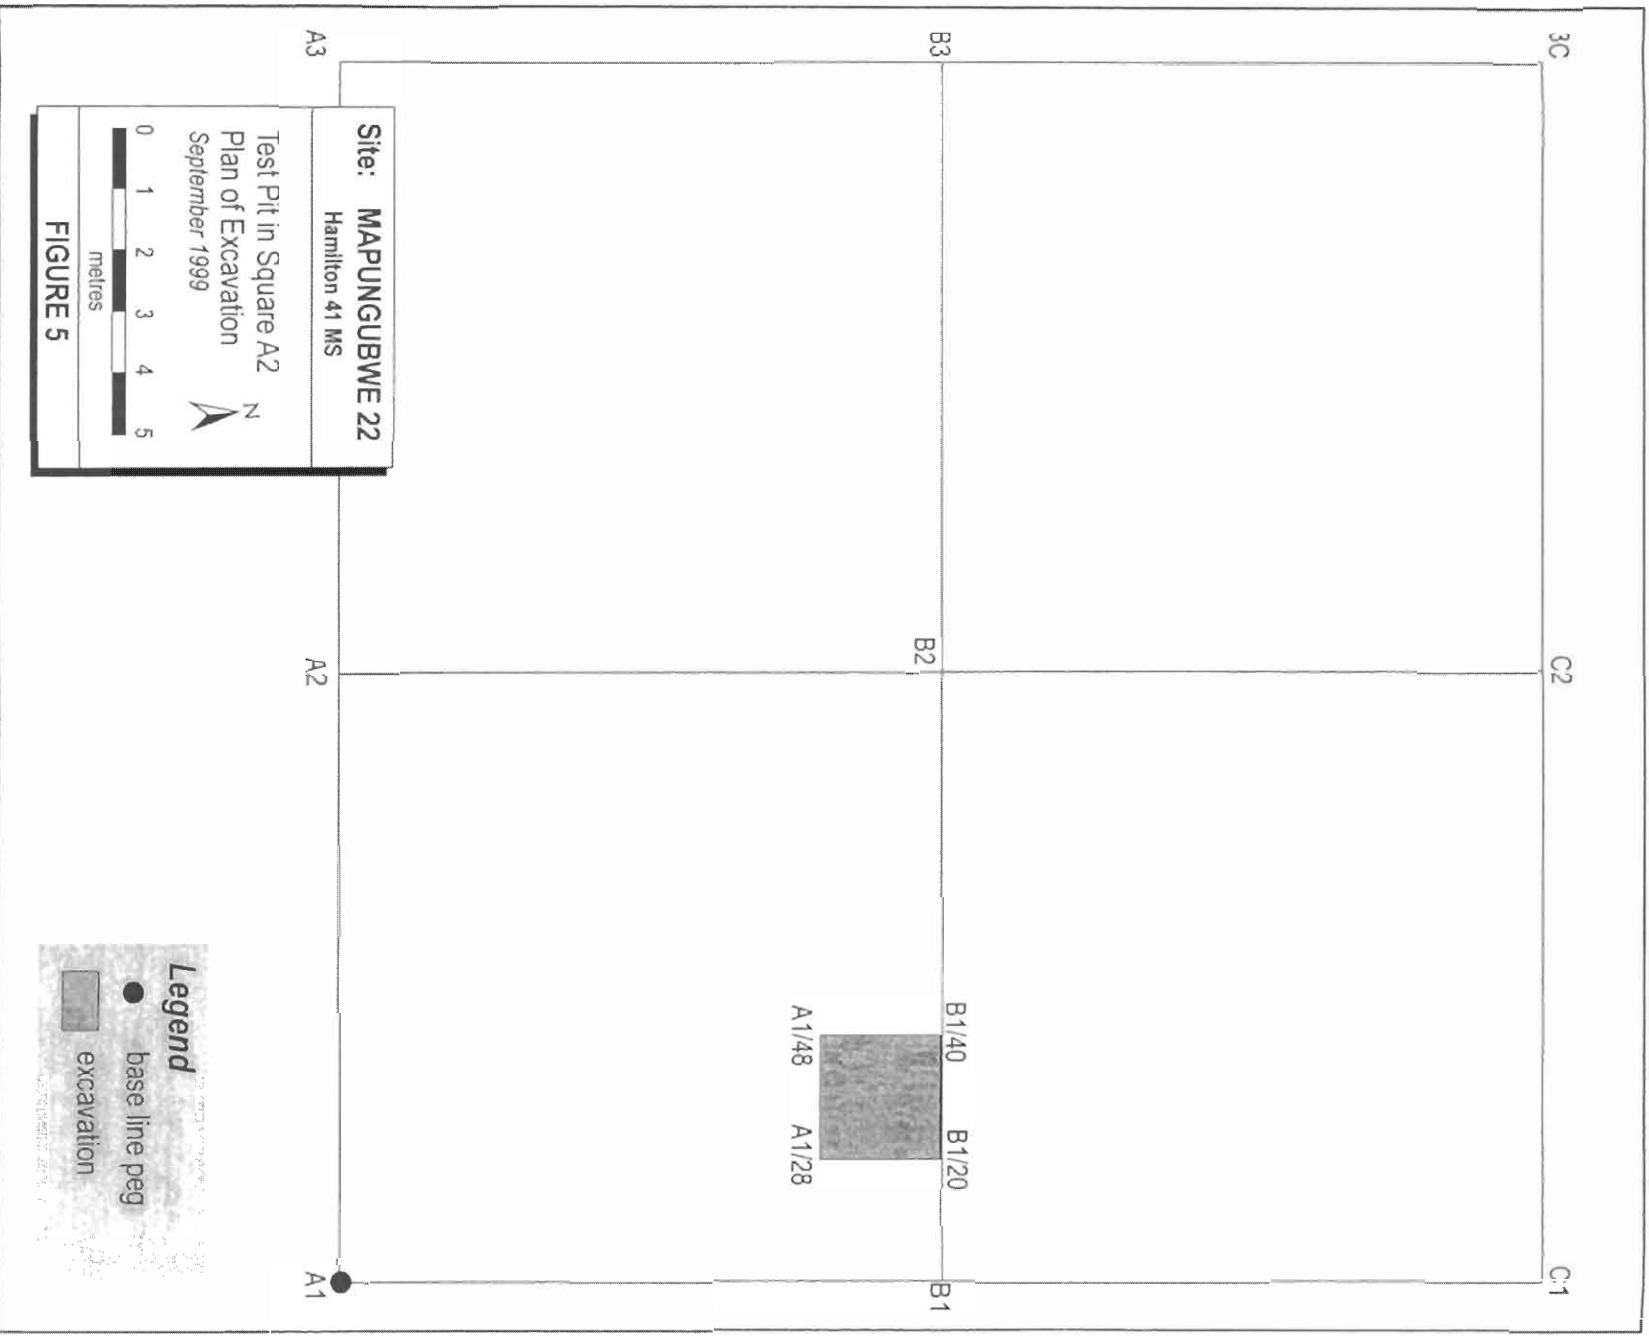 3C
C2
C1
B3
B2
B1
B1/40
B1/20
A1/48
A1/28
A3
A2
A1
Site: MAPUNGUBWE 22
Hamilton 41 MS
Test Pit in Square A2
Plan of Excavation
September 1999
N
0 1 2 3 4 5
metres
FIGURE 5
Legend
base line peg
excavation